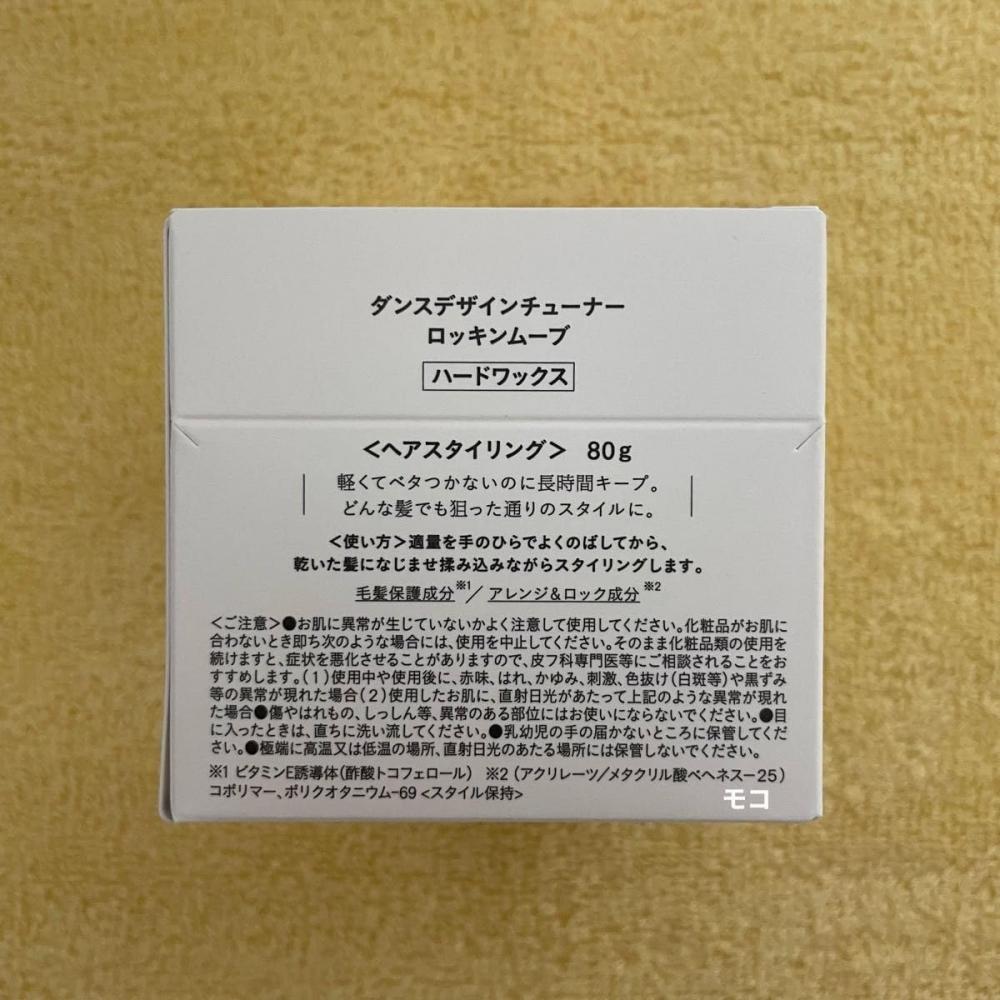 ダンスデザインチューナー
ロッキンムーブ
ハードワックス
＜ヘアスタイリング＞ 80g
軽くてベタつかないのに長時間キープ。
どんな髪でも狙った通りのスタイルに。
＜使い方＞適量を手のひらでよくのばしてから、
乾いた髪になじませ揉み込みながらスタイリングします。
毛髪保護成分※1／アレンジ&ロック成分※2
＜ご注意＞●お肌に異常が生じていないかよく注意して使用してください。化粧品がお肌に
合わないとき即ち次のような場合には、使用を中止してください。そのまま化粧品類の使用を
続けますと、症状を悪化させることがありますので、皮フ科専門医等にご相談されることをお
すすめします。（1）使用中や使用後に、赤味、はれ、かゆみ、刺激、色抜け（白斑等）や黒ずみ
等の異常が現れた場合（2）使用したお肌に、直射日光があたって上記のような異常が現れ
た場合●傷やはれもの、しっしん等、異常のある部位にはお使いにならないでください。●目
に入ったときは、直ちに洗い流してください。●乳幼児の手の届かないところに保管してくだ
さい。●極端に高温又は低温の場所、直射日光のあたる場所には保管しないでください。
※1 ビタミンE誘導体（酢酸トコフェロール） ※2（アクリレーツ／メタクリル酸ベヘネスー25）
コポリマー、ポリクオタニウム-69 <スタイル保持>
モコ